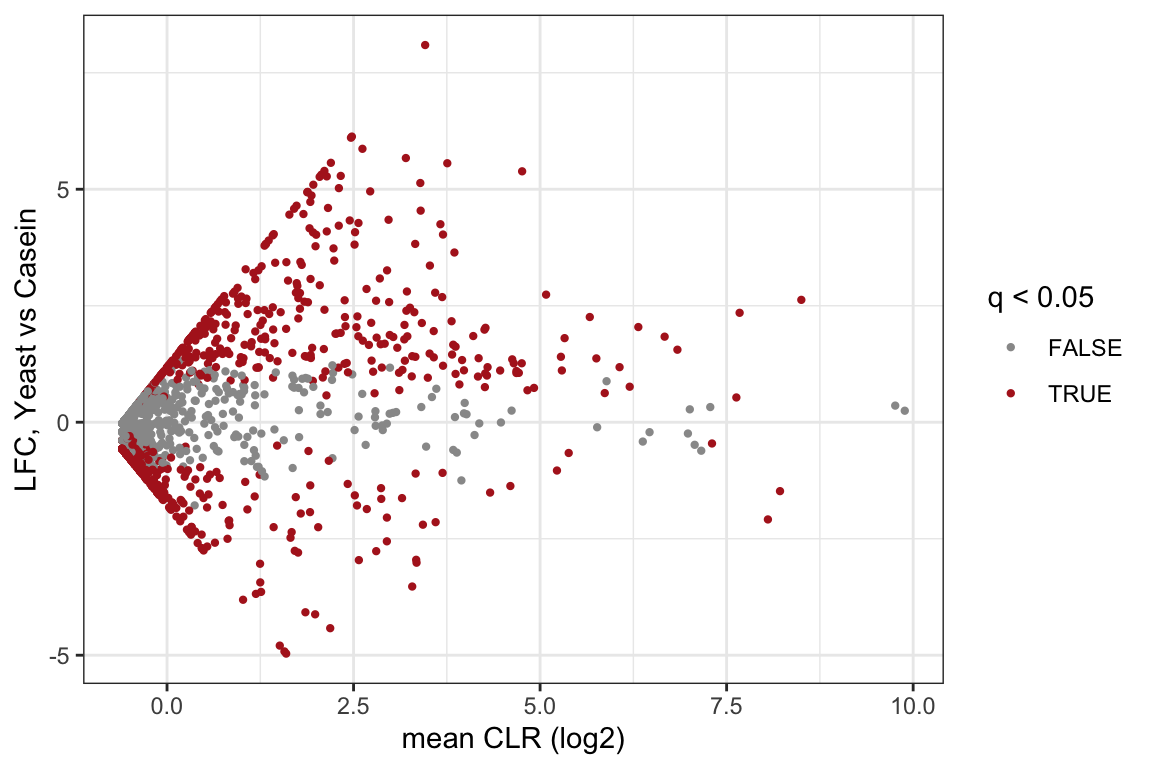 LFC, Yeast vs Casein
5
0
-5
0.0 2.5 5.0 7.5 10.0
mean CLR (log2)
q < 0.05
FALSE
TRUE